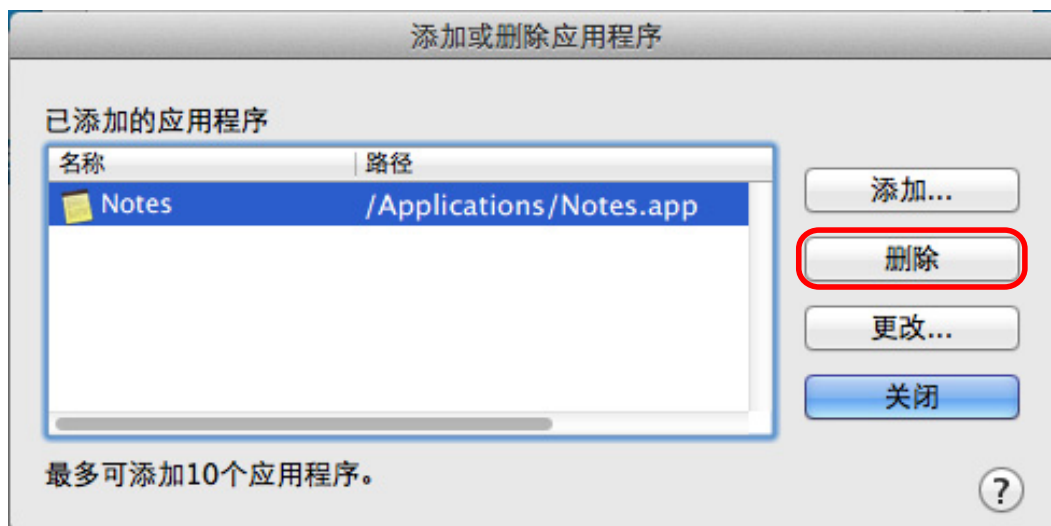 添加或删除应用程序
已添加的应用程序
名称 路径
Notes /Applications/Notes.app
添加...
删除
更改...
关闭
最多可添加10个应用程序。
?